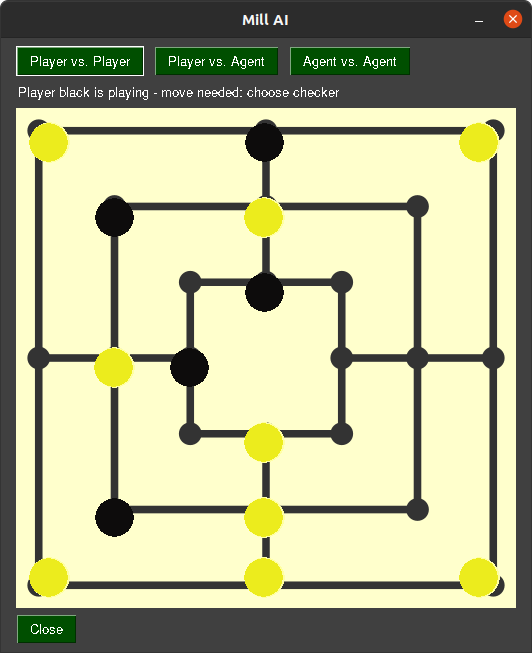 Mill AI
Player vs. Player
Player vs. Agent
Agent vs. Agent
Player black is playing - move needed: choose checker
Close